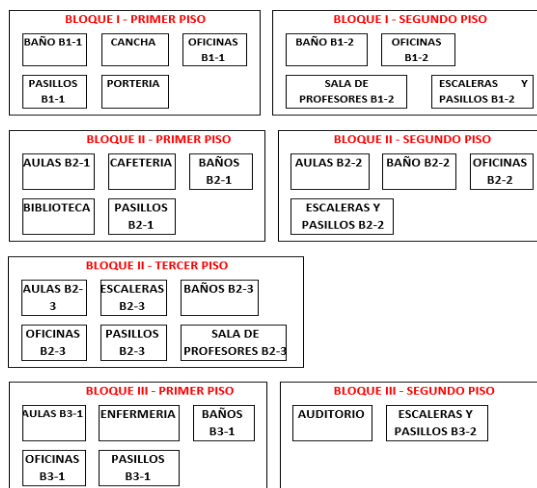 BLOQUE I - PRIMER PISO
BAÑO B1-1
CANCHA
OFICINAS
B1-1
PASILLOS
B1-1
PORTERIA
BLOQUE I - SEGUNDO PISO
BAÑO B1-2
OFICINAS
B1-2
SALA DE
PROFESORES B1-2
ESCALERAS Y
PASILLOS B1-2
BLOQUE II - PRIMER PISO
AULAS B2-1
CAFETERIA
BAÑOS
B2-1
BIBLIOTECA
PASILLOS
B2-1
BLOQUE II - SEGUNDO PISO
AULAS B2-2
BAÑO B2-2
OFICINAS
B2-2
ESCALERAS Y
PASILLOS B2-2
BLOQUE II - TERCER PISO
AULAS B2-
3
ESCALERAS
B2-3
BAÑOS B2-3
OFICINAS
B2-3
PASILLOS
B2-3
SALA DE
PROFESORES B2-3
BLOQUE III - PRIMER PISO
AULAS B3-1
ENFERMERIA
BAÑOS
B3-1
OFICINAS
B3-1
PASILLOS
B3-1
BLOQUE III - SEGUNDO PISO
AUDITORIO
ESCALERAS Y
PASILLOS B3-2